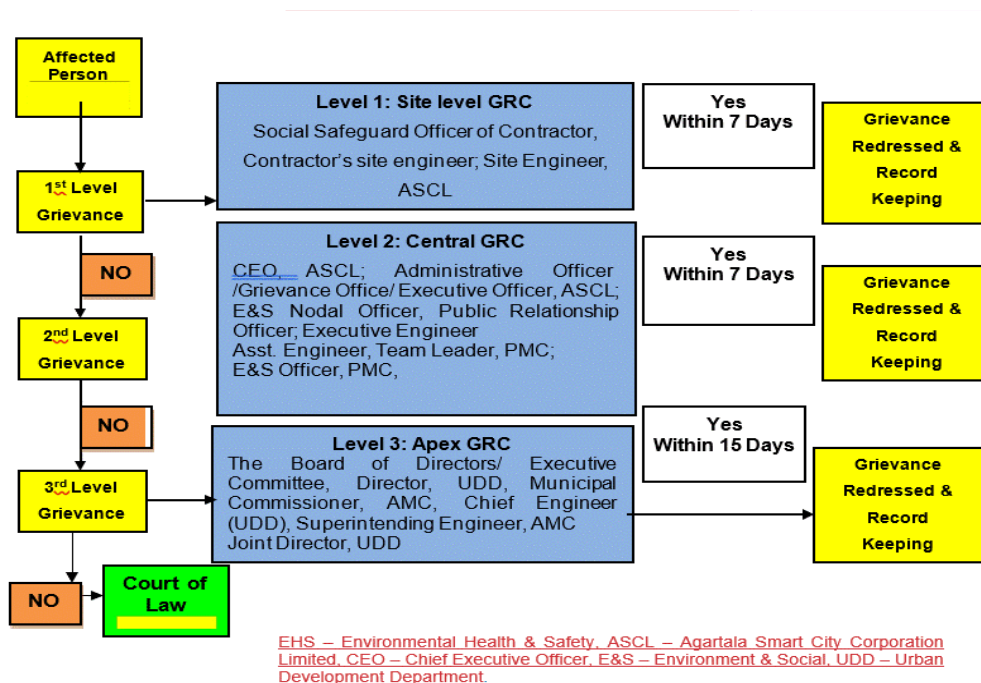 Affected
Person
Level 1: Site level GRC
Social Safeguard Officer of Contractor,
Contractor's site engineer; Site Engineer,
ASCL
Yes
Within 7 Days
Grievance
Redressed &
Record
Keeping
1st Level
Grievance
NO
Level 2: Central GRC
CEO, ASCL; Administrative Officer
/Grievance Office/ Executive Officer, ASCL;
E&S Nodal Officer, Public Relationship
Officer; Executive Engineer
Asst. Engineer, Team Leader, PMC;
E&S Officer, PMC,
Yes
Within 7 Days
Grievance
Redressed &
Record
Keeping
2nd Level
Grievance
NO
Level 3: Apex GRC
The Board of Directors/ Executive
Committee, Director, UDD, Municipal
Commissioner, AMC, Chief Engineer
(UDD), Superintending Engineer, AMC
Joint Director, UDD
Yes
Within 15 Days
Grievance
Redressed &
Record
Keeping
3rd Level
Grievance
NO
Court of
Law
EHS – Environmental Health & Safety, ASCL – Agartala Smart City Corporation
Limited, CEO – Chief Executive Officer, E&S – Environment & Social, UDD – Urban
Development Department.